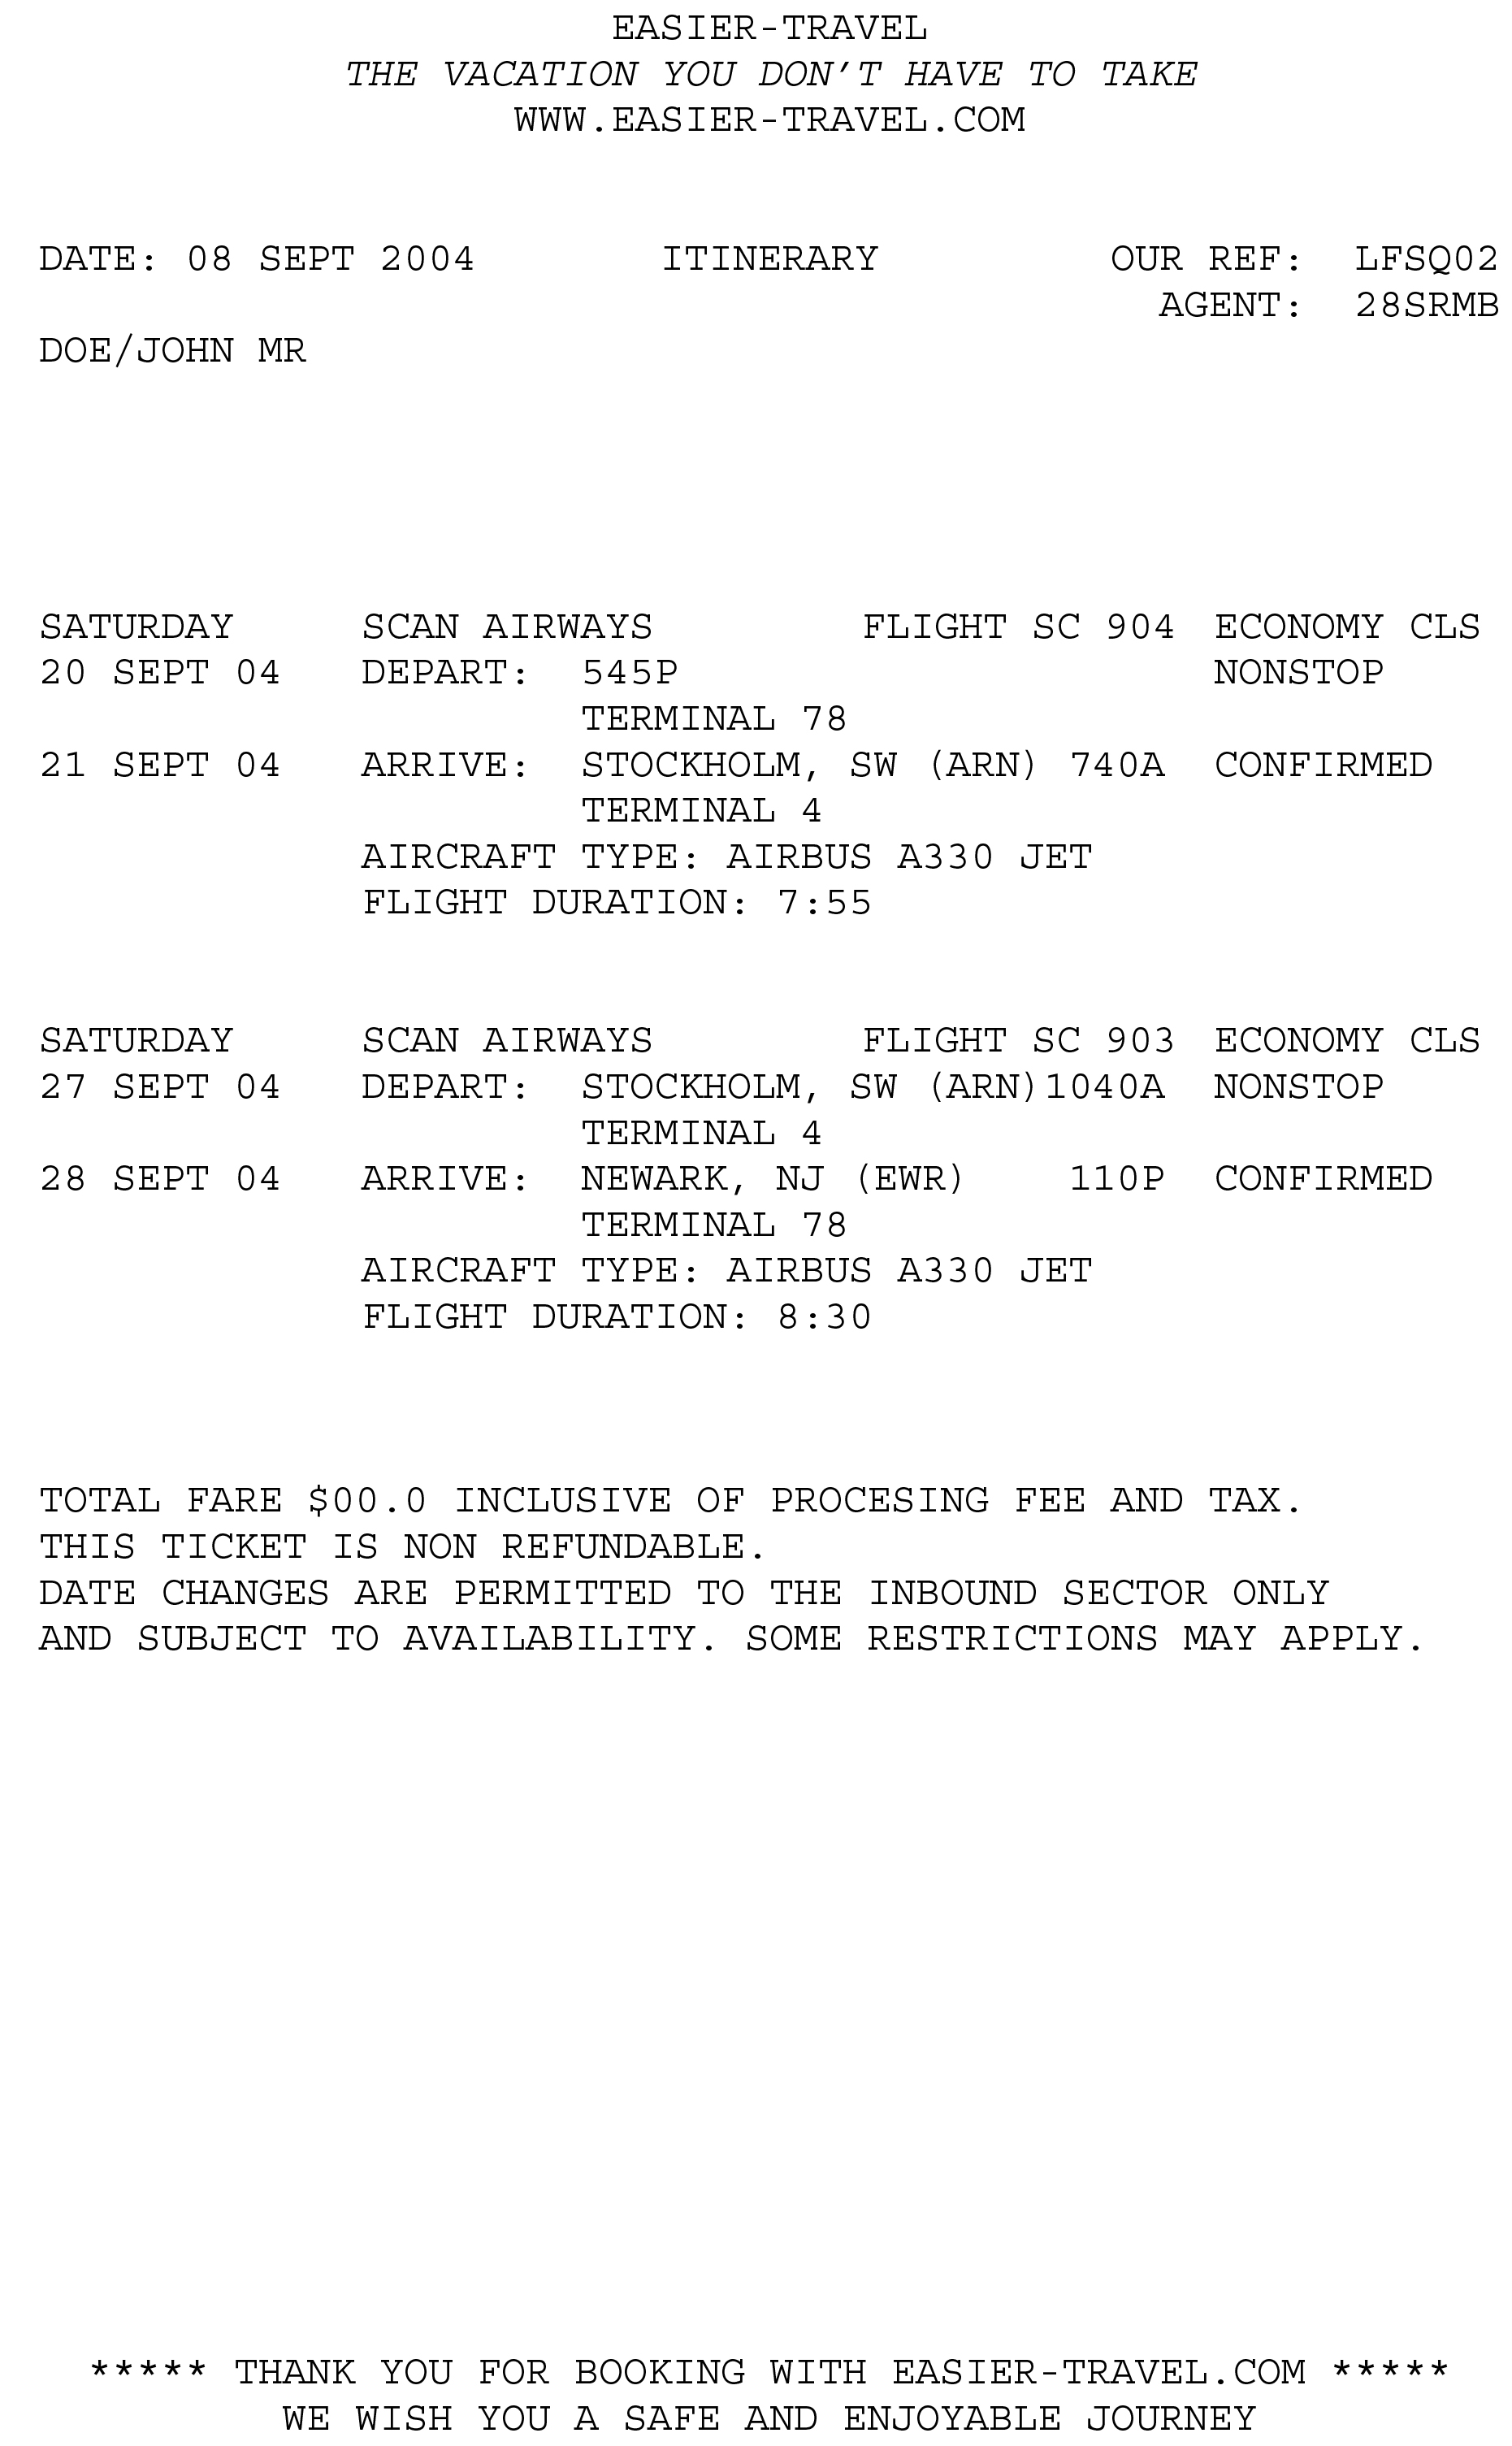 EASIER-TRAVEL
THE VACATION YOU DON'T HAVE TO TAKE
WWW.EASIER-TRAVEL.COM
DATE: 08 SEPT 2004 ITINERARY OUR REF: LFSQ02
AGENT: 28SRMB
DOE/JOHN MR
SATURDAY SCAN AIRWAYS FLIGHT SC 904 ECONOMY CLS
20 SEPT 04 DEPART: 545P NONSTOP
TERMINAL 78
21 SEPT 04 ARRIVE: STOCKHOLM, SW (ARN) 740A CONFIRMED
TERMINAL 4
AIRCRAFT TYPE: AIRBUS A330 JET
FLIGHT DURATION: 7:55
SATURDAY SCAN AIRWAYS FLIGHT SC 903 ECONOMY CLS
27 SEPT 04 DEPART: STOCKHOLM, SW (ARN)1040A NONSTOP
TERMINAL 4
28 SEPT 04 ARRIVE: NEWARK, NJ (EWR) 110P CONFIRMED
TERMINAL 78
AIRCRAFT TYPE: AIRBUS A330 JET
FLIGHT DURATION: 8:30
TOTAL FARE $00.0 INCLUSIVE OF PROCESING FEE AND TAX.
THIS TICKET IS NON REFUNDABLE.
DATE CHANGES ARE PERMITTED TO THE INBOUND SECTOR ONLY
AND SUBJECT TO AVAILABILITY. SOME RESTRICTIONS MAY APPLY.
***** THANK YOU FOR BOOKING WITH EASIER-TRAVEL.COM *****
WE WISH YOU A SAFE AND ENJOYABLE JOURNEY